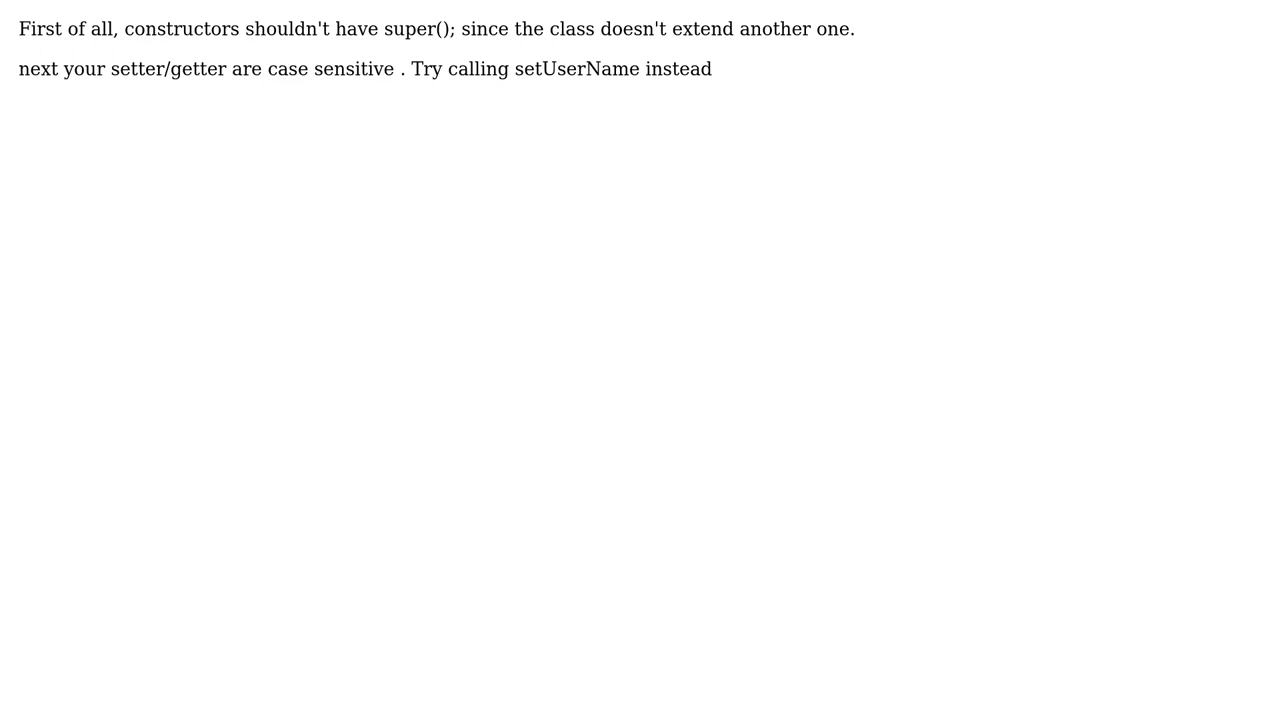 First of all, constructors shouldn't have super(); since the class doesn't extend another one.
next your setter/getter are case sensitive . Try calling setUserName instead